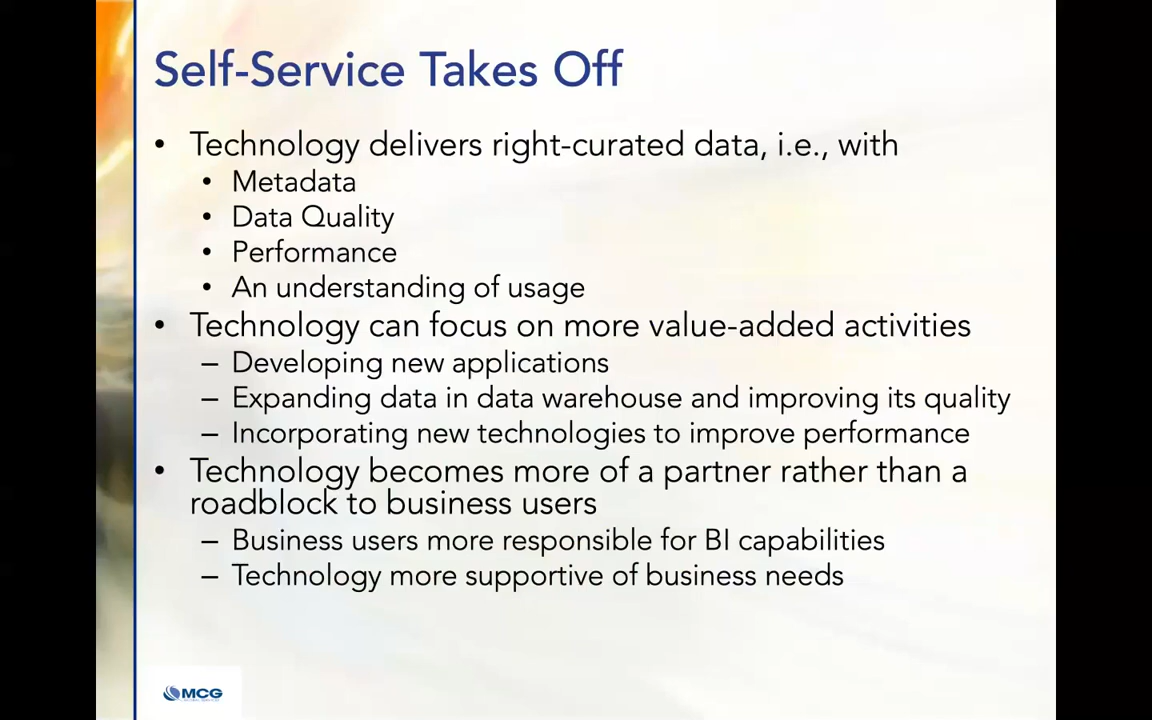 Self-Service Takes Off
• Technology delivers right-curated data, i.e., with
• Metadata
• Data Quality
• Performance
• An understanding of usage
• Technology can focus on more value-added activities
– Developing new applications
– Expanding data in data warehouse and improving its quality
– Incorporating new technologies to improve performance
• Technology becomes more of a partner rather than a
roadblock to business users
– Business users more responsible for BI capabilities
– Technology more supportive of business needs
MCG